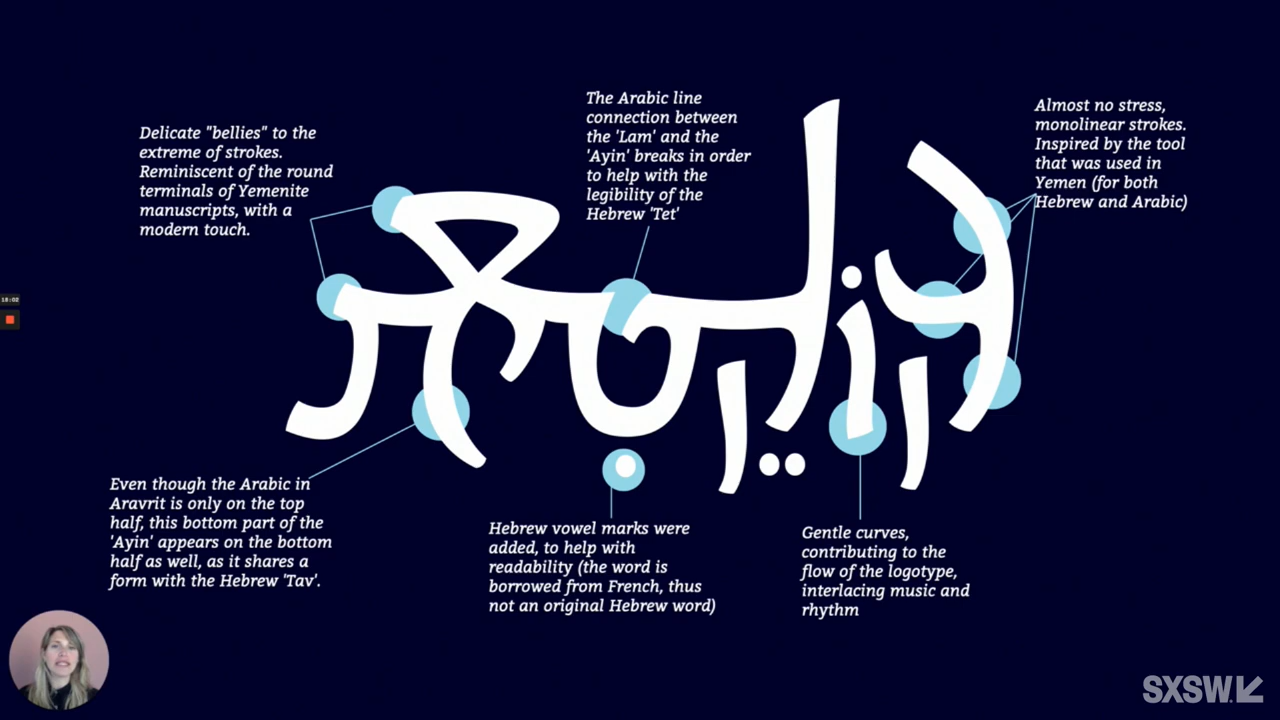 Delicate "bellies" to the
extreme of strokes.
Reminiscent of the round
terminals of Yemenite
manuscripts, with a
modern touch.
The Arabic line
connection between
the 'Lam' and the
'Ayin' breaks in order
to help with the
legibility of the
Hebrew 'Tet'
Almost no stress,
monolinear strokes.
Inspired by the tool
that was used in
Yemen (for both
Hebrew and Arabic)
18:02
Even though the Arabic in
Aravrit is only on the top
half, this bottom part of the
'Ayin' appears on the bottom
half as well, as it shares a
form with the Hebrew 'Tav'.
Hebrew vowel marks were
added, to help with
readability (the word is
borrowed from French, thus
not an original Hebrew word)
Gentle curves,
contributing to the
flow of the logotype,
interlacing music and
rhythm
SXSW